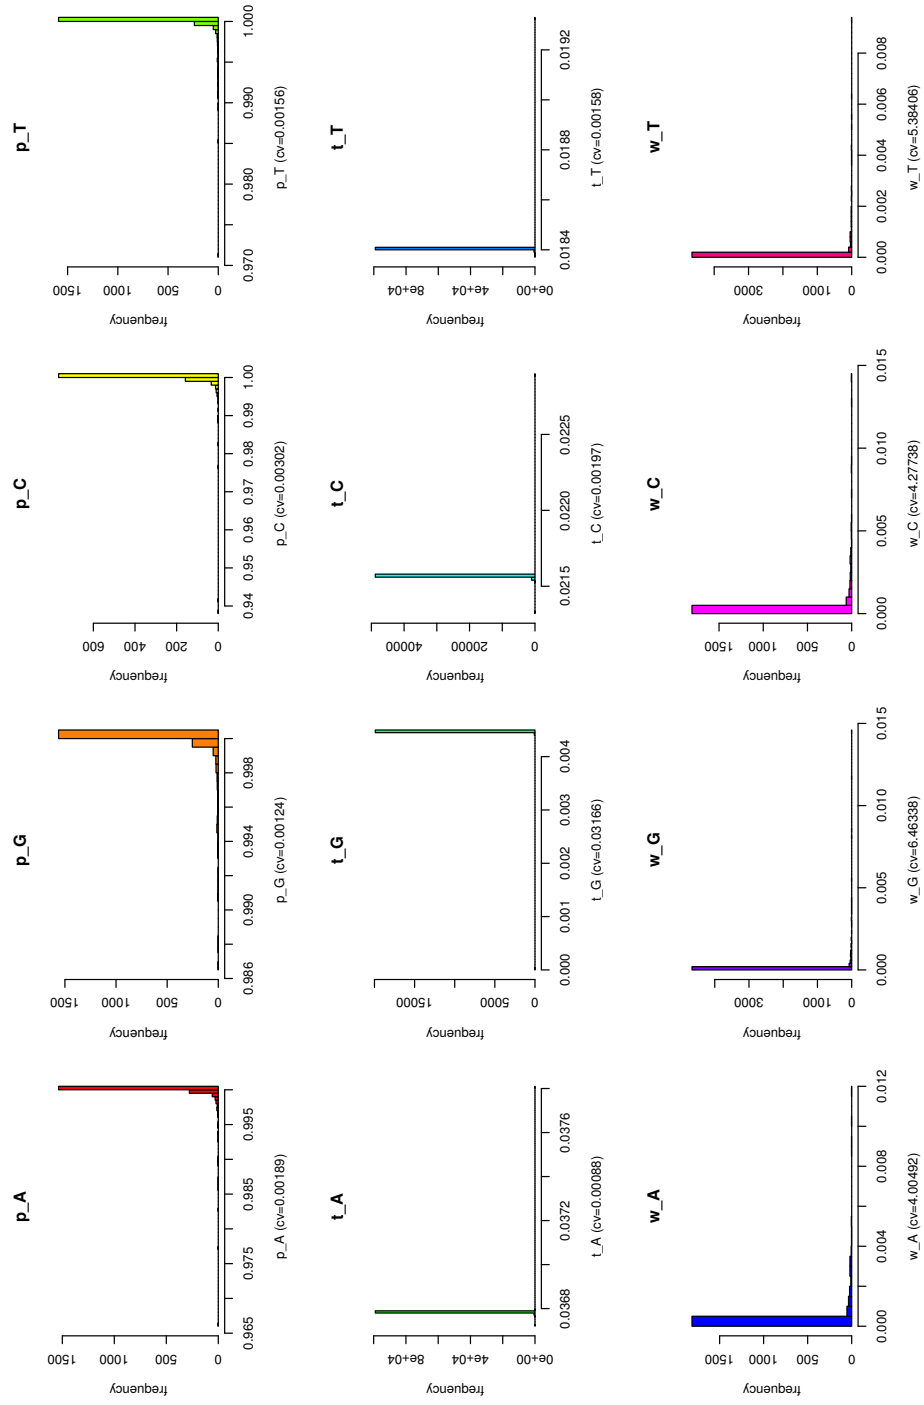 p_A
frequency
1500
1000
500
0
0.965 0.975 0.985 0.995
p_A (cv=0.00189)
p_G
frequency
1500
1000
500
0
0.986 0.990 0.994 0.998
p_G (cv=0.00124)
p_C
frequency
600
400
200
0
0.94 0.95 0.96 0.97 0.98 0.99 1.00
p_C (cv=0.00302)
p_T
frequency
1500
1000
500
0
0.970 0.980 0.990 1.000
p_T (cv=0.00156)
t_A
frequency
8e+04
4e+04
0e+00
0.0368 0.0372 0.0376
t_A (cv=0.00088)
t_G
frequency
15000
5000
0
0.000 0.001 0.002 0.003 0.004
t_G (cv=0.03166)
t_C
frequency
40000
20000
0
0.0215 0.0220 0.0225
t_C (cv=0.00197)
t_T
frequency
8e+04
4e+04
0e+00
0.0184 0.0188 0.0192
t_T (cv=0.00158)
w_A
frequency
1500
1000
500
0
0.000 0.004 0.008 0.012
w_A (cv=4.00492)
w_G
frequency
3000
1000
0
0.000 0.005 0.010 0.015
w_G (cv=6.46338)
w_C
frequency
1500
1000
500
0
0.000 0.005 0.010 0.015
w_C (cv=4.27738)
w_T
frequency
3000
1000
0
0.000 0.002 0.004 0.006 0.008
w_T (cv=5.38406)